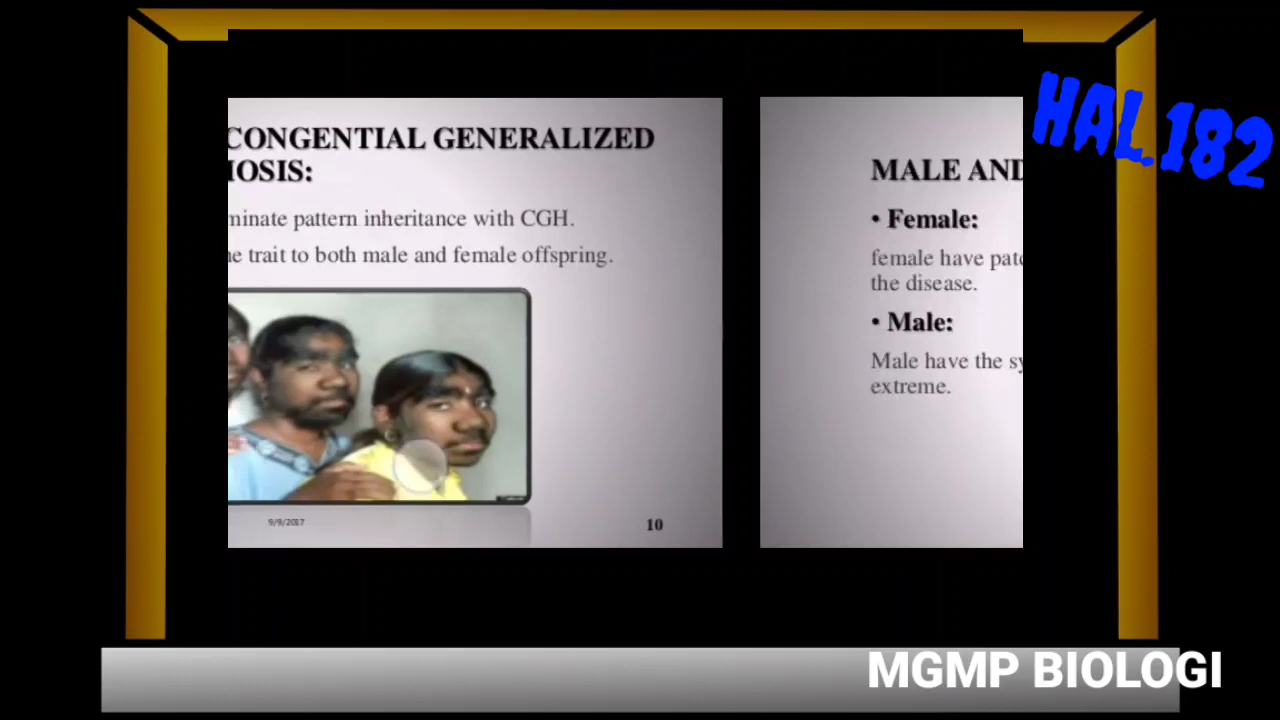 CONGENTIAL GENERALIZED
IOSIS:
minate pattern inheritance with CGH.
e trait to both male and female offspring.
9/9/2017
10
MALE AND
• Female:
female have pat
the disease.
• Male:
Male have the sy
extreme.
HAL.182
MGMP BIOLOGI